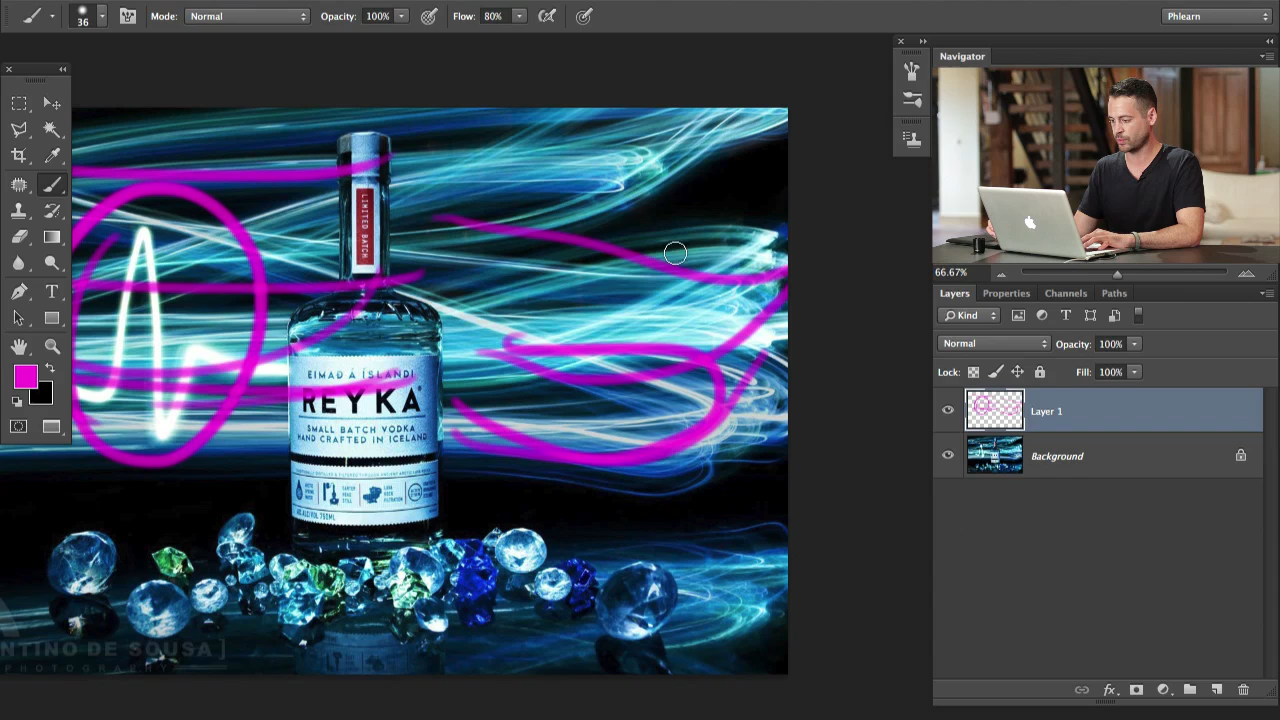 36
Mode: Normal
Opacity: 100%
Flow: 80%
Phlearn
Navigator
66.67%
Layers
Properties
Channels
Paths
Kind
Normal
Opacity: 100%
Lock:
Fill: 100%
Layer 1
Background
LIMITED BATCH
EIMAÐ Á ÍSLANDI
REYKA
SMALL BATCH VODKA
HAND CRAFTED IN ICELAND
NTINO DE SOUSA ]
PHOTOGRAPHY